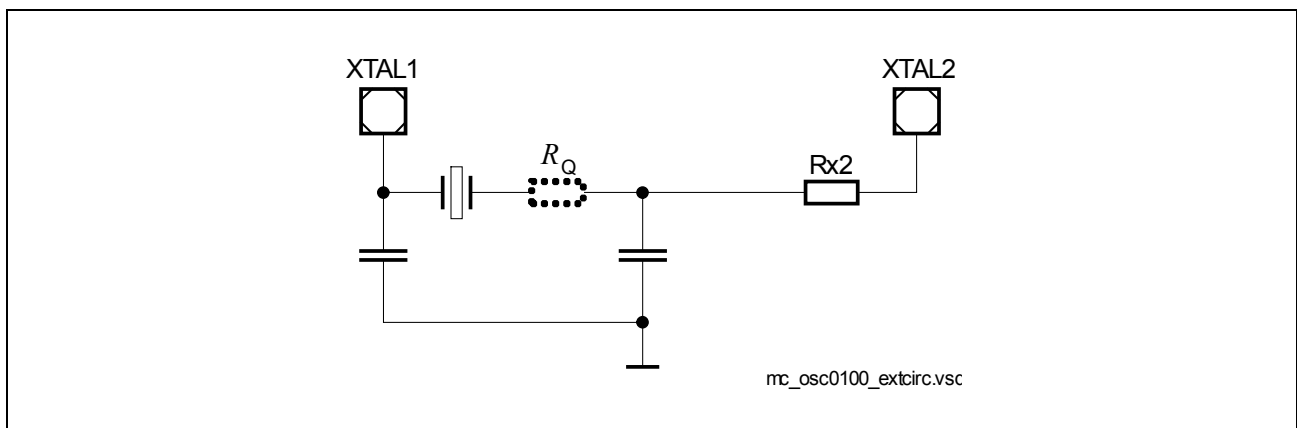 XTAL1
XTAL2
RQ
Rx2
mc_osc0100_extcirc.vsd